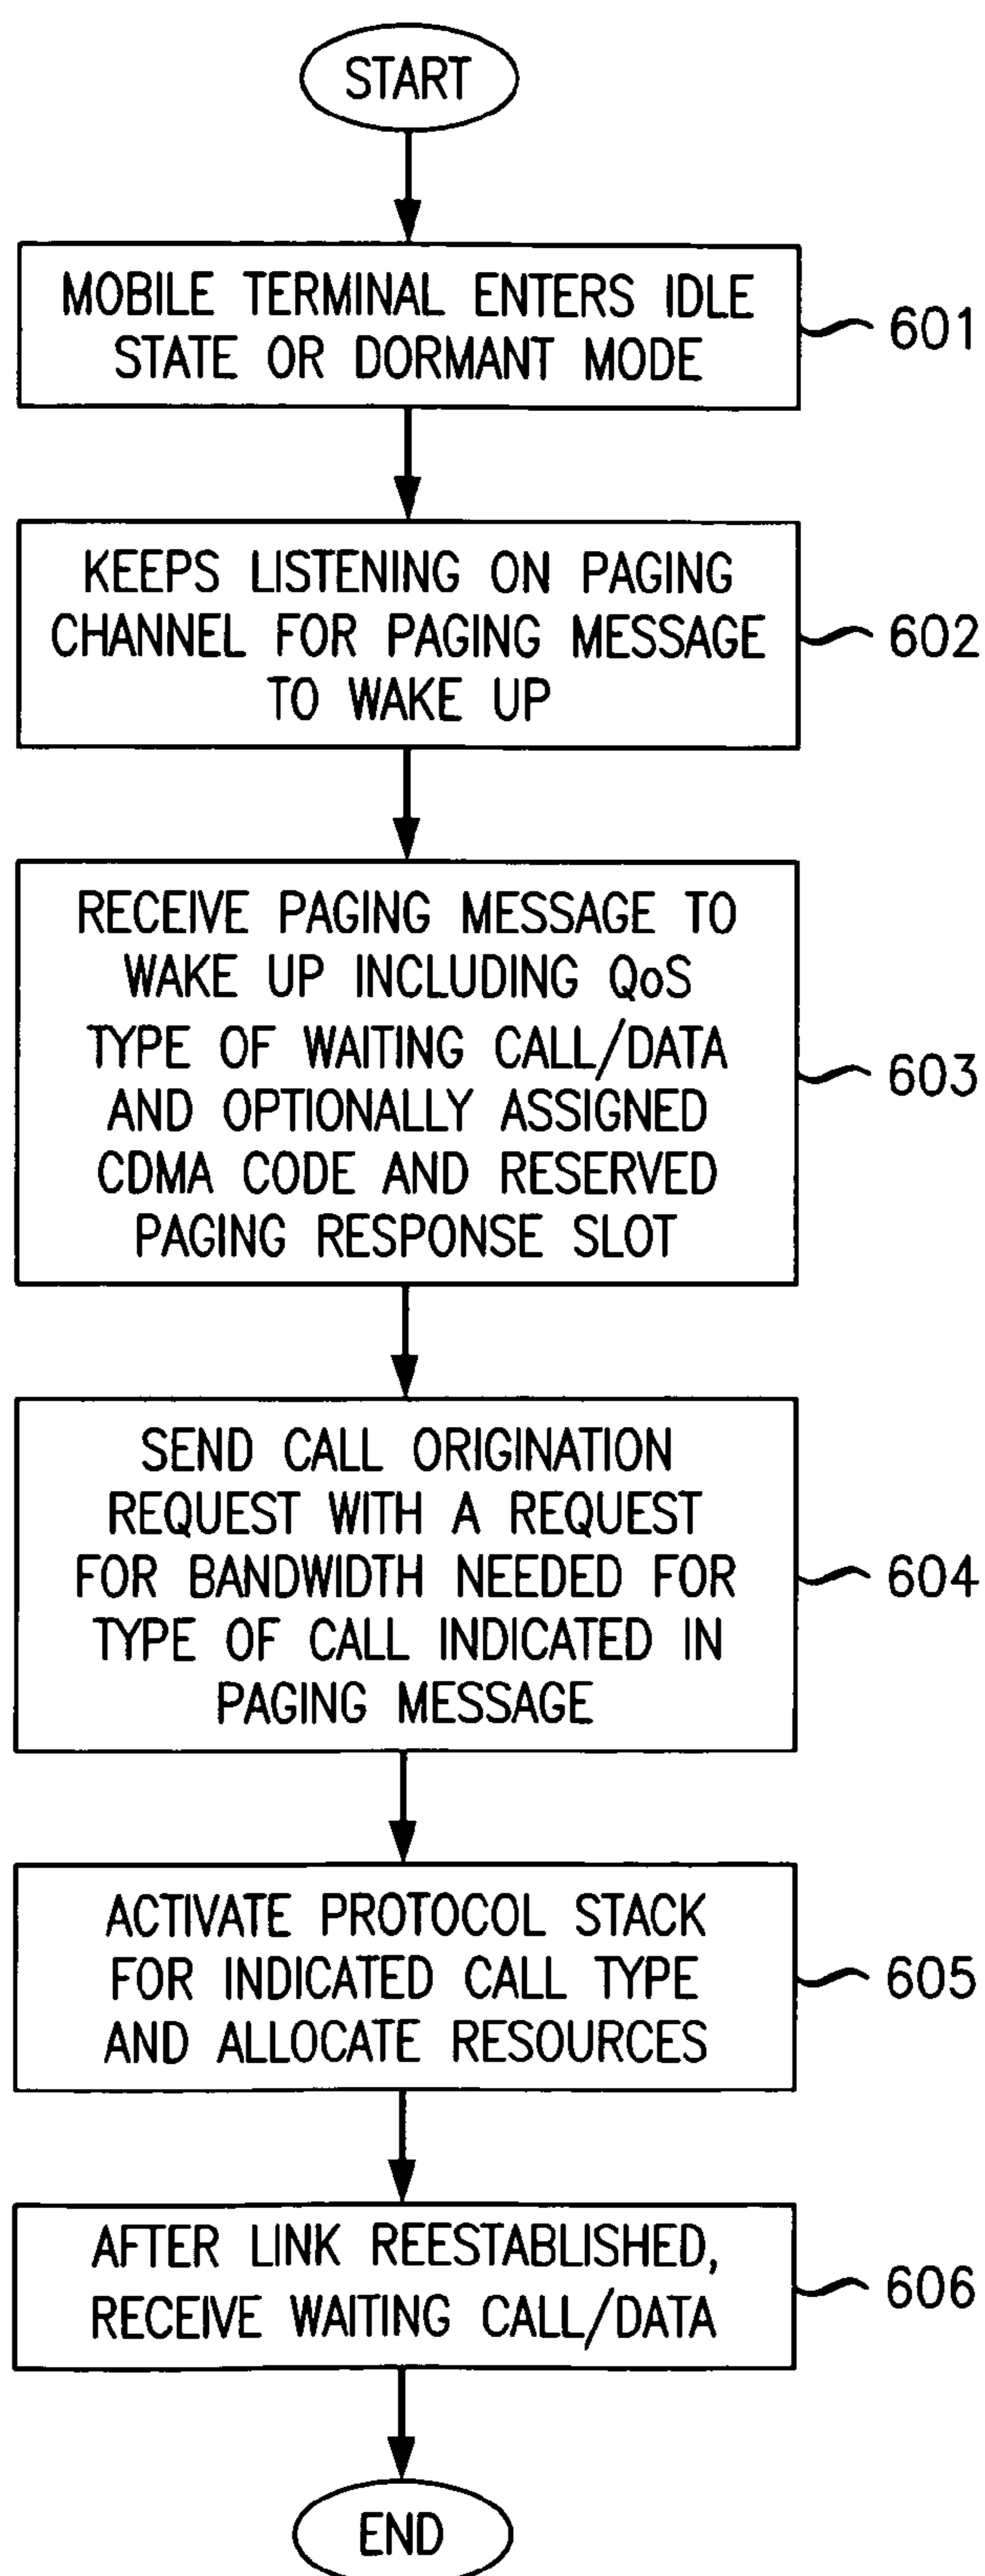 START
MOBILE TERMINAL ENTERS IDLE
STATE OR DORMANT MODE
601
KEEPS LISTENING ON PAGING
CHANNEL FOR PAGING MESSAGE
TO WAKE UP
602
RECEIVE PAGING MESSAGE TO
WAKE UP INCLUDING QoS
TYPE OF WAITING CALL/DATA
AND OPTIONALLY ASSIGNED
CDMA CODE AND RESERVED
PAGING RESPONSE SLOT
603
SEND CALL ORIGINATION
REQUEST WITH A REQUEST
FOR BANDWIDTH NEEDED FOR
TYPE OF CALL INDICATED IN
PAGING MESSAGE
604
ACTIVATE PROTOCOL STACK
FOR INDICATED CALL TYPE
AND ALLOCATE RESOURCES
605
AFTER LINK REESTABLISHED,
RECEIVE WAITING CALL/DATA
606
END